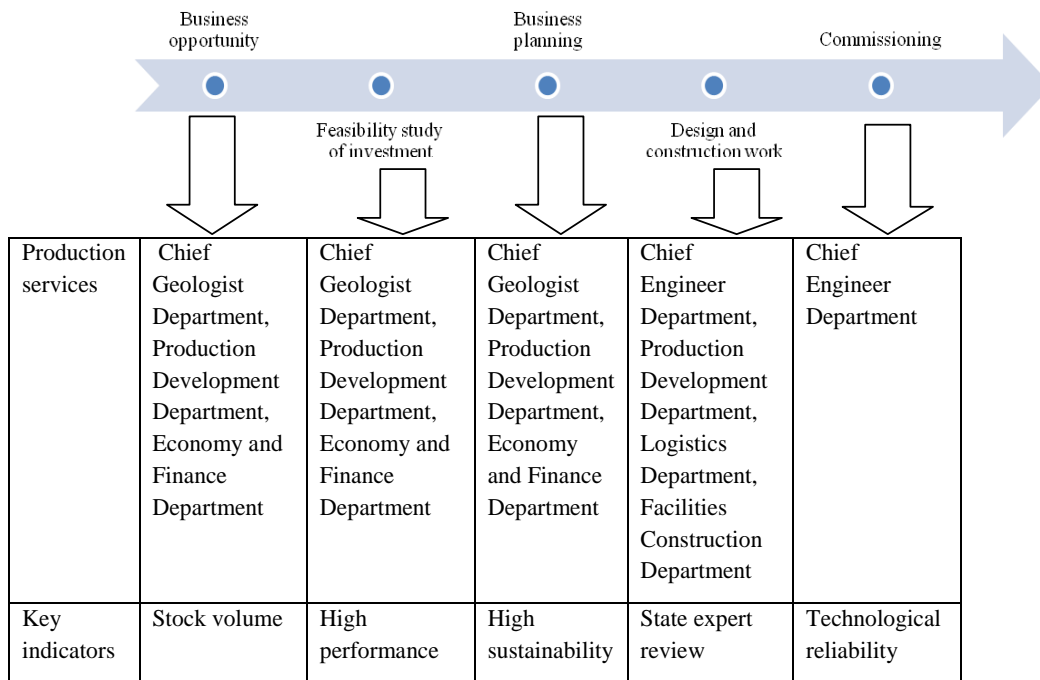 Business
opportunity
Business
planning
Commissioning
Feasibility study
of investment
Design and
construction work
Production
services
Chief
Geologist
Department,
Production
Development
Department,
Economy and
Finance
Department
Chief
Geologist
Department,
Production
Development
Department,
Economy and
Finance
Department
Chief
Geologist
Department,
Production
Development
Department,
Economy
and Finance
Department
Chief
Engineer
Department,
Production
Development
Department,
Logistics
Department,
Facilities
Construction
Department
Chief
Engineer
Department
Key
indicators
Stock volume
High
performance
High
sustainability
State expert
review
Technological
reliability